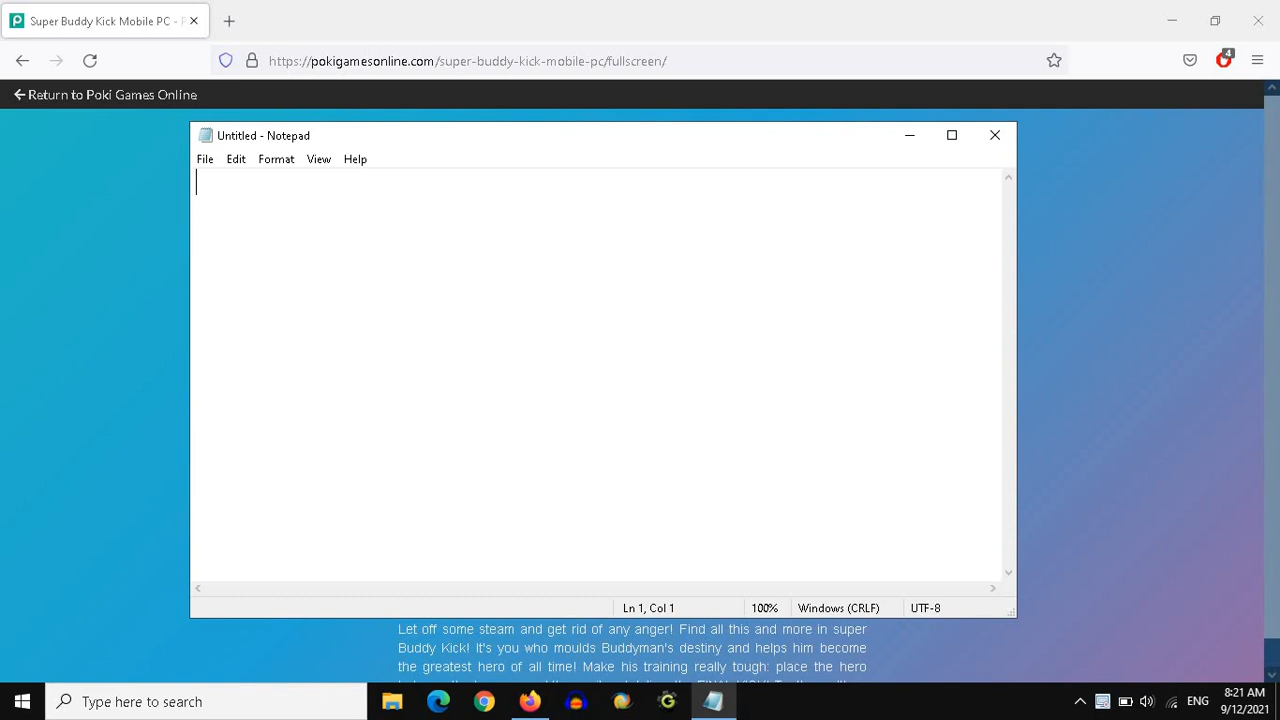 Super Buddy Kick Mobile PC -
https://pokigamesonline.com/super-buddy-kick-mobile-pc/fullscreen/
4
Return to Poki Games Online
Untitled - Notepad
File Edit Format View Help
Ln 1, Col 1 100% Windows (CRLF) UTF-8
Let off some steam and get rid of any anger! Find all this and more in super
Buddy Kick! It's you who moulds Buddyman's destiny and helps him become
the greatest hero of all time! Make his training really tough: place the hero
Type here to search
ENG
8:21 AM
9/12/2021